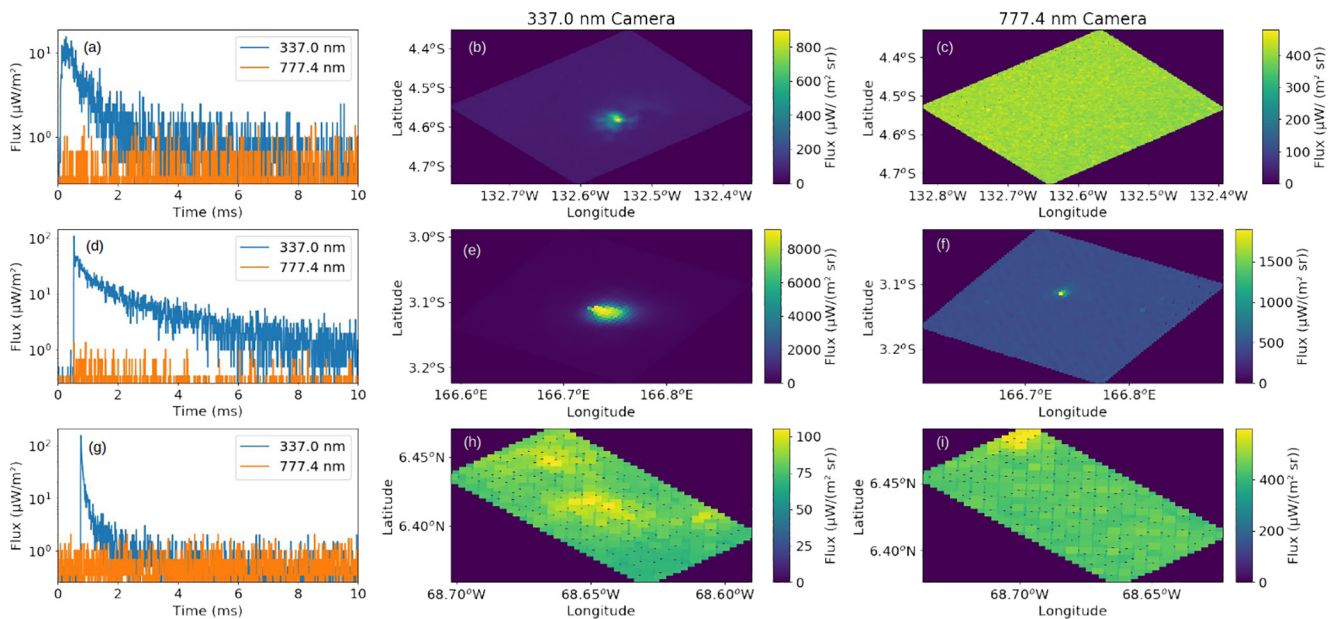 337.0 nm Camera
777.4 nm Camera
(a)
337.0 nm
777.4 nm
10¹
10⁰
Flux (μW/m²)
0 2 4 6 8 10
Time (ms)
(b)
4.4°S
4.5°S
4.6°S
4.7°S
Latitude
132.7°W 132.6°W 132.5°W 132.4°W
Longitude
800
600
400
200
0
Flux (μW/ (m² sr))
(c)
4.4°S
4.5°S
4.6°S
4.7°S
Latitude
132.8°W 132.7°W 132.6°W 132.4°W
Longitude
400
300
200
100
0
Flux (μW/ (m² sr))
(d)
337.0 nm
777.4 nm
10²
10¹
10⁰
Flux (μW/m²)
0 2 4 6 8 10
Time (ms)
(e)
3.0°S
3.1°S
3.2°S
Latitude
166.6°E 166.7°E 166.8°E
Longitude
8000
6000
4000
2000
0
Flux (μW/(m² sr))
(f)
3.1°S
3.2°S
Latitude
166.7°E 166.8°E
Longitude
1500
1000
500
0
Flux (μW/(m² sr))
(g)
337.0 nm
777.4 nm
10²
10¹
10⁰
Flux (μW/m²)
0 2 4 6 8 10
Time (ms)
(h)
6.45°N
6.40°N
Latitude
68.70°W 68.65°W 68.60°W
Longitude
100
75
50
25
0
Flux (μW/(m² sr))
(i)
6.45°N
6.40°N
Latitude
68.70°W 68.65°W
Longitude
600
400
200
0
Flux (μW/(m² sr))